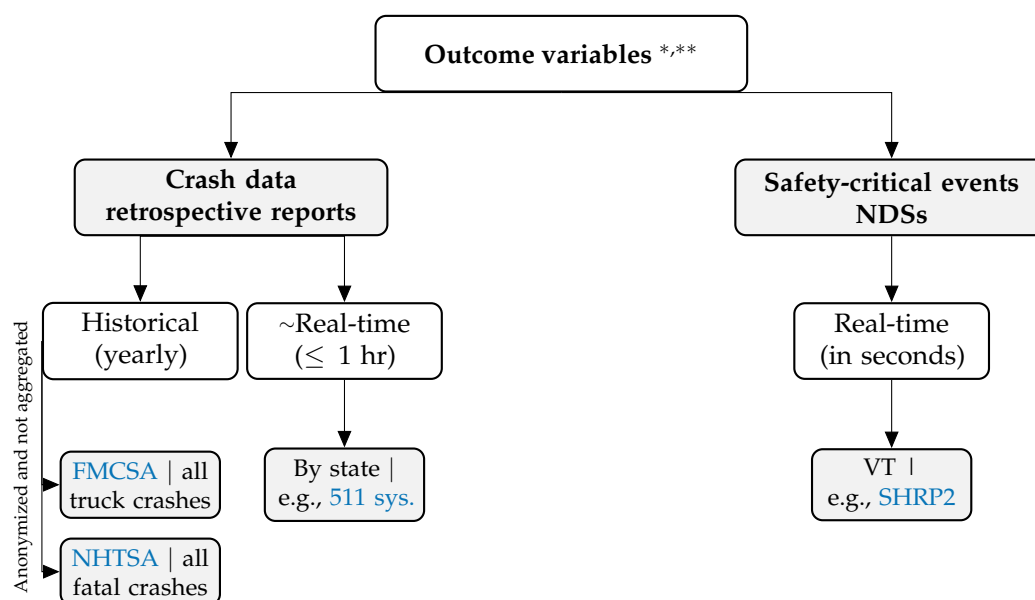 Outcome variables *,**
Crash data
retrospective reports
Safety-critical events
NDSs
Historical
(yearly)
∼Real-time
(≤ 1 hr)
Real-time
(in seconds)
Anonymized and not aggregated
FMCSA | all
truck crashes
By state |
e.g., 511 sys.
VT |
e.g., SHRP2
NHTSA | all
fatal crashes